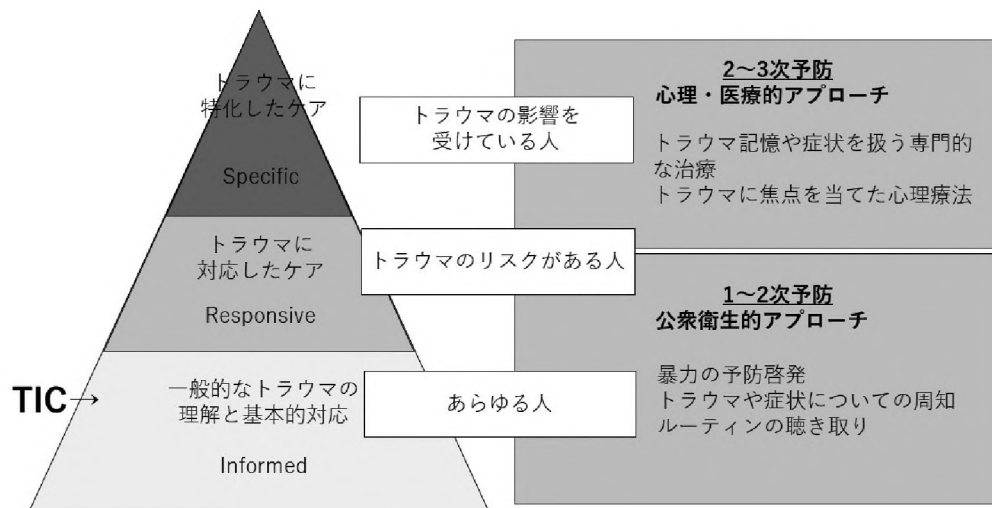 トラウマに
特化したケア
Specific
トラウマに
対応したケア
Responsive
TIC→
一般的なトラウマの
理解と基本的対応
Informed
トラウマの影響を
受けている人
トラウマのリスクがある人
あらゆる人
2～3次予防
心理・医療的アプローチ
トラウマ記憶や症状を扱う専門的
な治療
トラウマに焦点を当てた心理療法
1～2次予防
公衆衛生的アプローチ
暴力の予防啓発
トラウマや症状についての周知
ルーティンの聴き取り